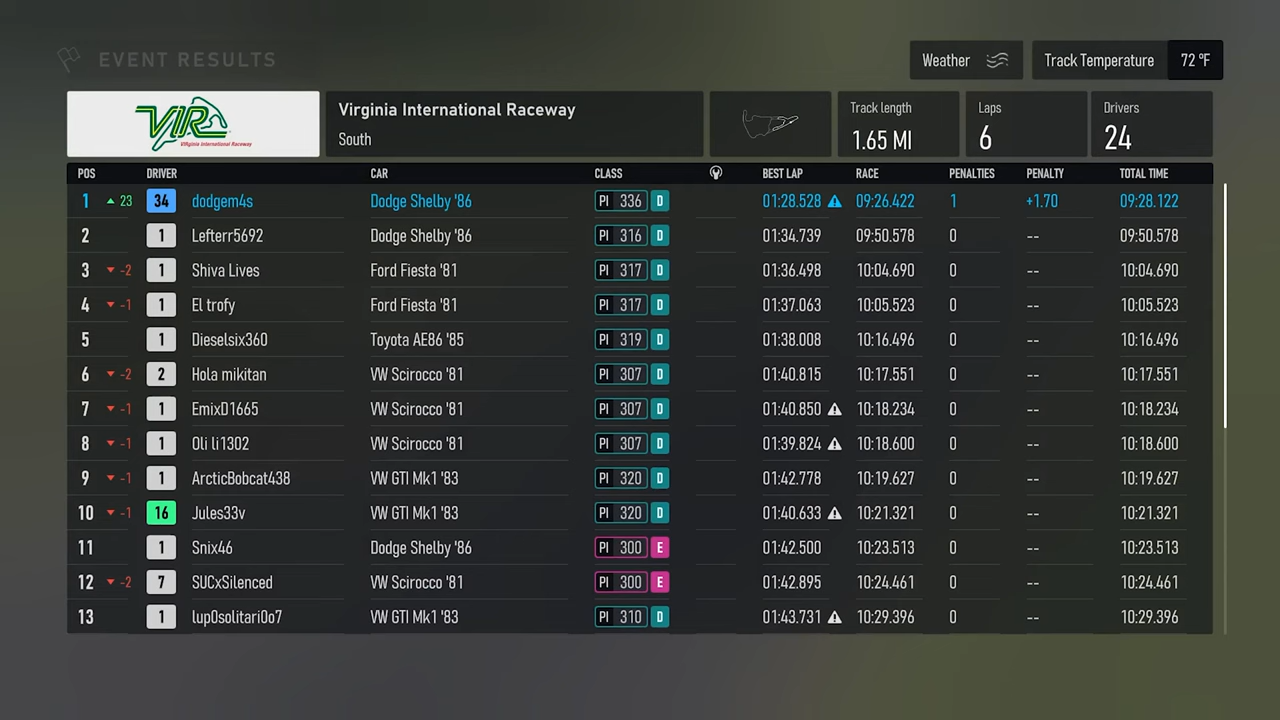 EVENT RESULTS
Weather
Track Temperature 72 °F
VIR
VIRginia International Raceway
Virginia International Raceway
South
Track length
1.65 MI
Laps
6
Drivers
24
POS DRIVER CAR CLASS BEST LAP RACE PENALTIES PENALTY TOTAL TIME
1 ▲ 23 34 dodgem4s Dodge Shelby '86 PI 336 D 01:28.528 09:26.422 1 +1.70 09:28.122
2 1 Lefterr5692 Dodge Shelby '86 PI 316 D 01:34.739 09:50.578 0 -- 09:50.578
3 ▼ -2 1 Shiva Lives Ford Fiesta '81 PI 317 D 01:36.498 10:04.690 0 -- 10:04.690
4 ▼ -1 1 El trofy Ford Fiesta '81 PI 317 D 01:37.063 10:05.523 0 -- 10:05.523
5 1 Dieselsix360 Toyota AE86 '85 PI 319 D 01:38.008 10:16.496 0 -- 10:16.496
6 ▼ -2 2 Hola mikitan VW Scirocco '81 PI 307 D 01:40.815 10:17.551 0 -- 10:17.551
7 ▼ -1 1 EmixD1665 VW Scirocco '81 PI 307 D 01:40.850 10:18.234 0 -- 10:18.234
8 ▼ -1 1 Oli li1302 VW Scirocco '81 PI 307 D 01:39.824 10:18.600 0 -- 10:18.600
9 ▼ -1 1 ArcticBobcat438 VW GTI Mk1 '83 PI 320 D 01:42.778 10:19.627 0 -- 10:19.627
10 ▼ -1 16 Jules33v VW GTI Mk1 '83 PI 320 D 01:40.633 10:21.321 0 -- 10:21.321
11 1 Snix46 Dodge Shelby '86 PI 300 E 01:42.500 10:23.513 0 -- 10:23.513
12 ▼ -2 7 SUCxSilenced VW Scirocco '81 PI 300 E 01:42.895 10:24.461 0 -- 10:24.461
13 1 lup0solitari0o7 VW GTI Mk1 '83 PI 310 D 01:43.731 10:29.396 0 -- 10:29.396